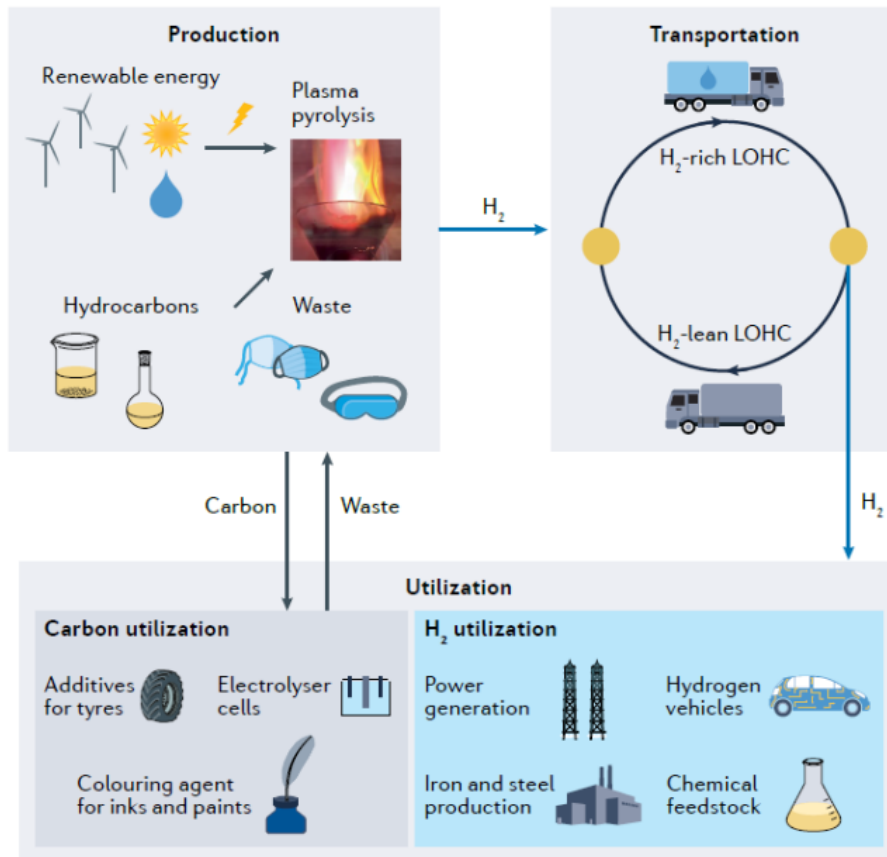 Production
Renewable energy
Plasma
pyrolysis
Hydrocarbons
Waste
H₂
Transportation
H₂-rich LOHC
H₂-lean LOHC
Carbon
Waste
H₂
Utilization
Carbon utilization
Additives
for tyres
Electrolyser
cells
Colouring agent
for inks and paints
H₂ utilization
Power
generation
Hydrogen
vehicles
Iron and steel
production
Chemical
feedstock